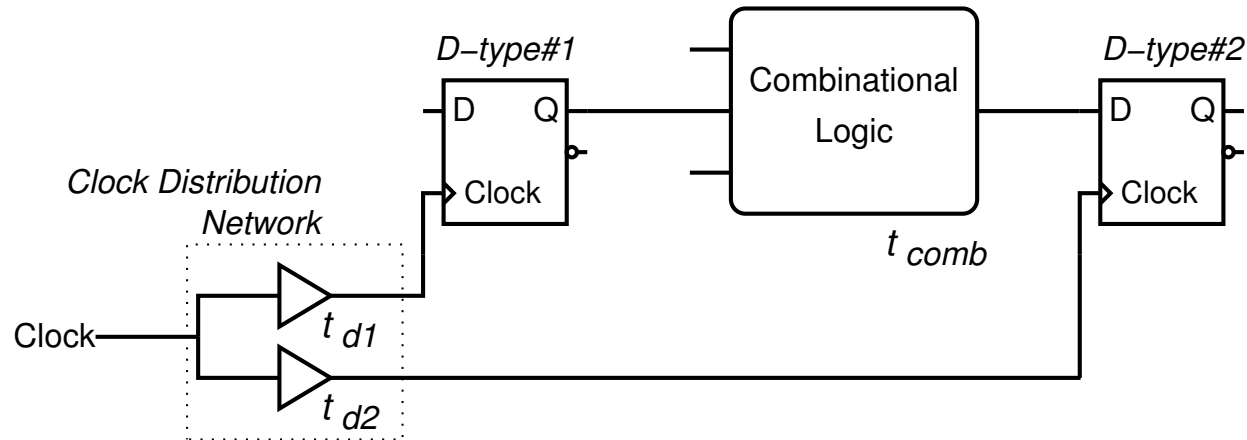 D−type#1
D−type#2
D Q
Clock
Combinational
Logic
D Q
Clock
t comb
Clock Distribution
Network
Clock
t d1
t d2